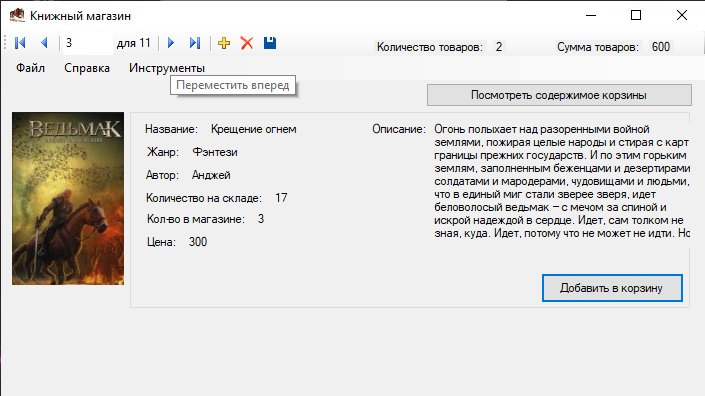 Книжный магазин
3 для 11 Количество товаров: 2 Сумма товаров: 600
Файл Справка Инструменты
Переместить вперед
Посмотреть содержимое корзины
ВЕДЬМАК
Название: Крещение огнем
Жанр: Фэнтези
Автор: Анджей
Количество на складе: 17
Кол-во в магазине: 3
Цена: 300
Описание: Огонь полыхает над разоренными войной
землями, пожирая целые народы и стирая с карт
границы прежних государств. И по этим горьким
землям, заполненным беженцами и дезертирами
солдатами и мародерами, чудовищами и людьми,
что в единый миг стали зверее зверя, идет
беловолосый ведьмак – с мечом за спиной и
искрой надеждой в сердце. Идет, сам толком не
зная, куда. Идет, потому что не может не идти. Но
Добавить в корзину